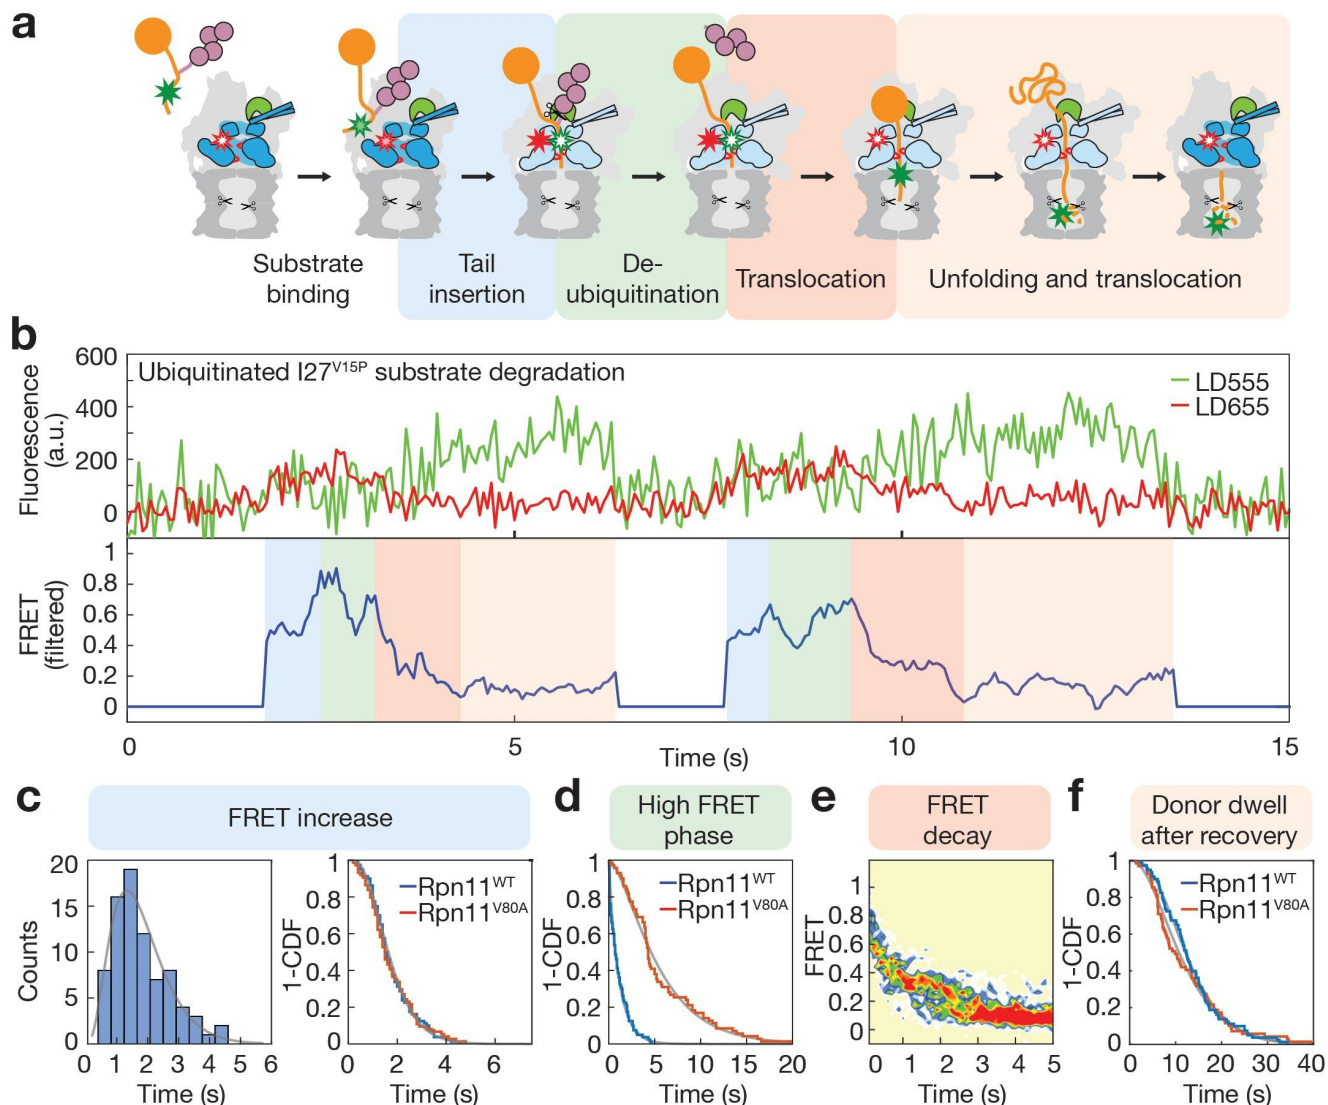 a
Substrate
binding
Tail
insertion
De-
ubiquitination
Translocation
Unfolding and translocation
b
Fluorescence
(a.u.)
600
400
200
0
Ubiquitinated I27V15P substrate degradation
LD555
LD655
FRET
(filtered)
1
0.8
0.6
0.4
0.2
0
0 5 10 15
Time (s)
c
FRET increase
Counts
20
15
10
5
0
0 1 2 3 4 5 6
Time (s)
1-CDF
1
0.8
0.6
0.4
0.2
0
Rpn11WT
Rpn11V80A
0 2 4 6
Time (s)
d
High FRET
phase
1-CDF
1
0.8
0.6
0.4
0.2
0
Rpn11WT
Rpn11V80A
0 5 10 15 20
Time (s)
e
FRET
decay
FRET
1
0.8
0.6
0.4
0.2
0
0 1 2 3 4 5
Time (s)
f
Donor dwell
after recovery
1-CDF
1
0.8
0.6
0.4
0.2
0
Rpn11WT
Rpn11V80A
0 10 20 30 40
Time (s)